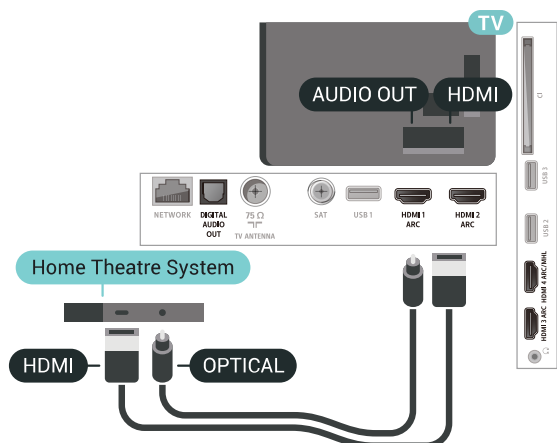 TV
AUDIO OUT
HDMI
CI
USB 3
USB 2
HDMI 4 ARC/MHL
HDMI 3 ARC
NETWORK
DIGITAL
AUDIO
OUT
75 Ω
TV ANTENNA
SAT
USB 1
HDMI 1
ARC
HDMI 2
ARC
Home Theatre System
HDMI
OPTICAL